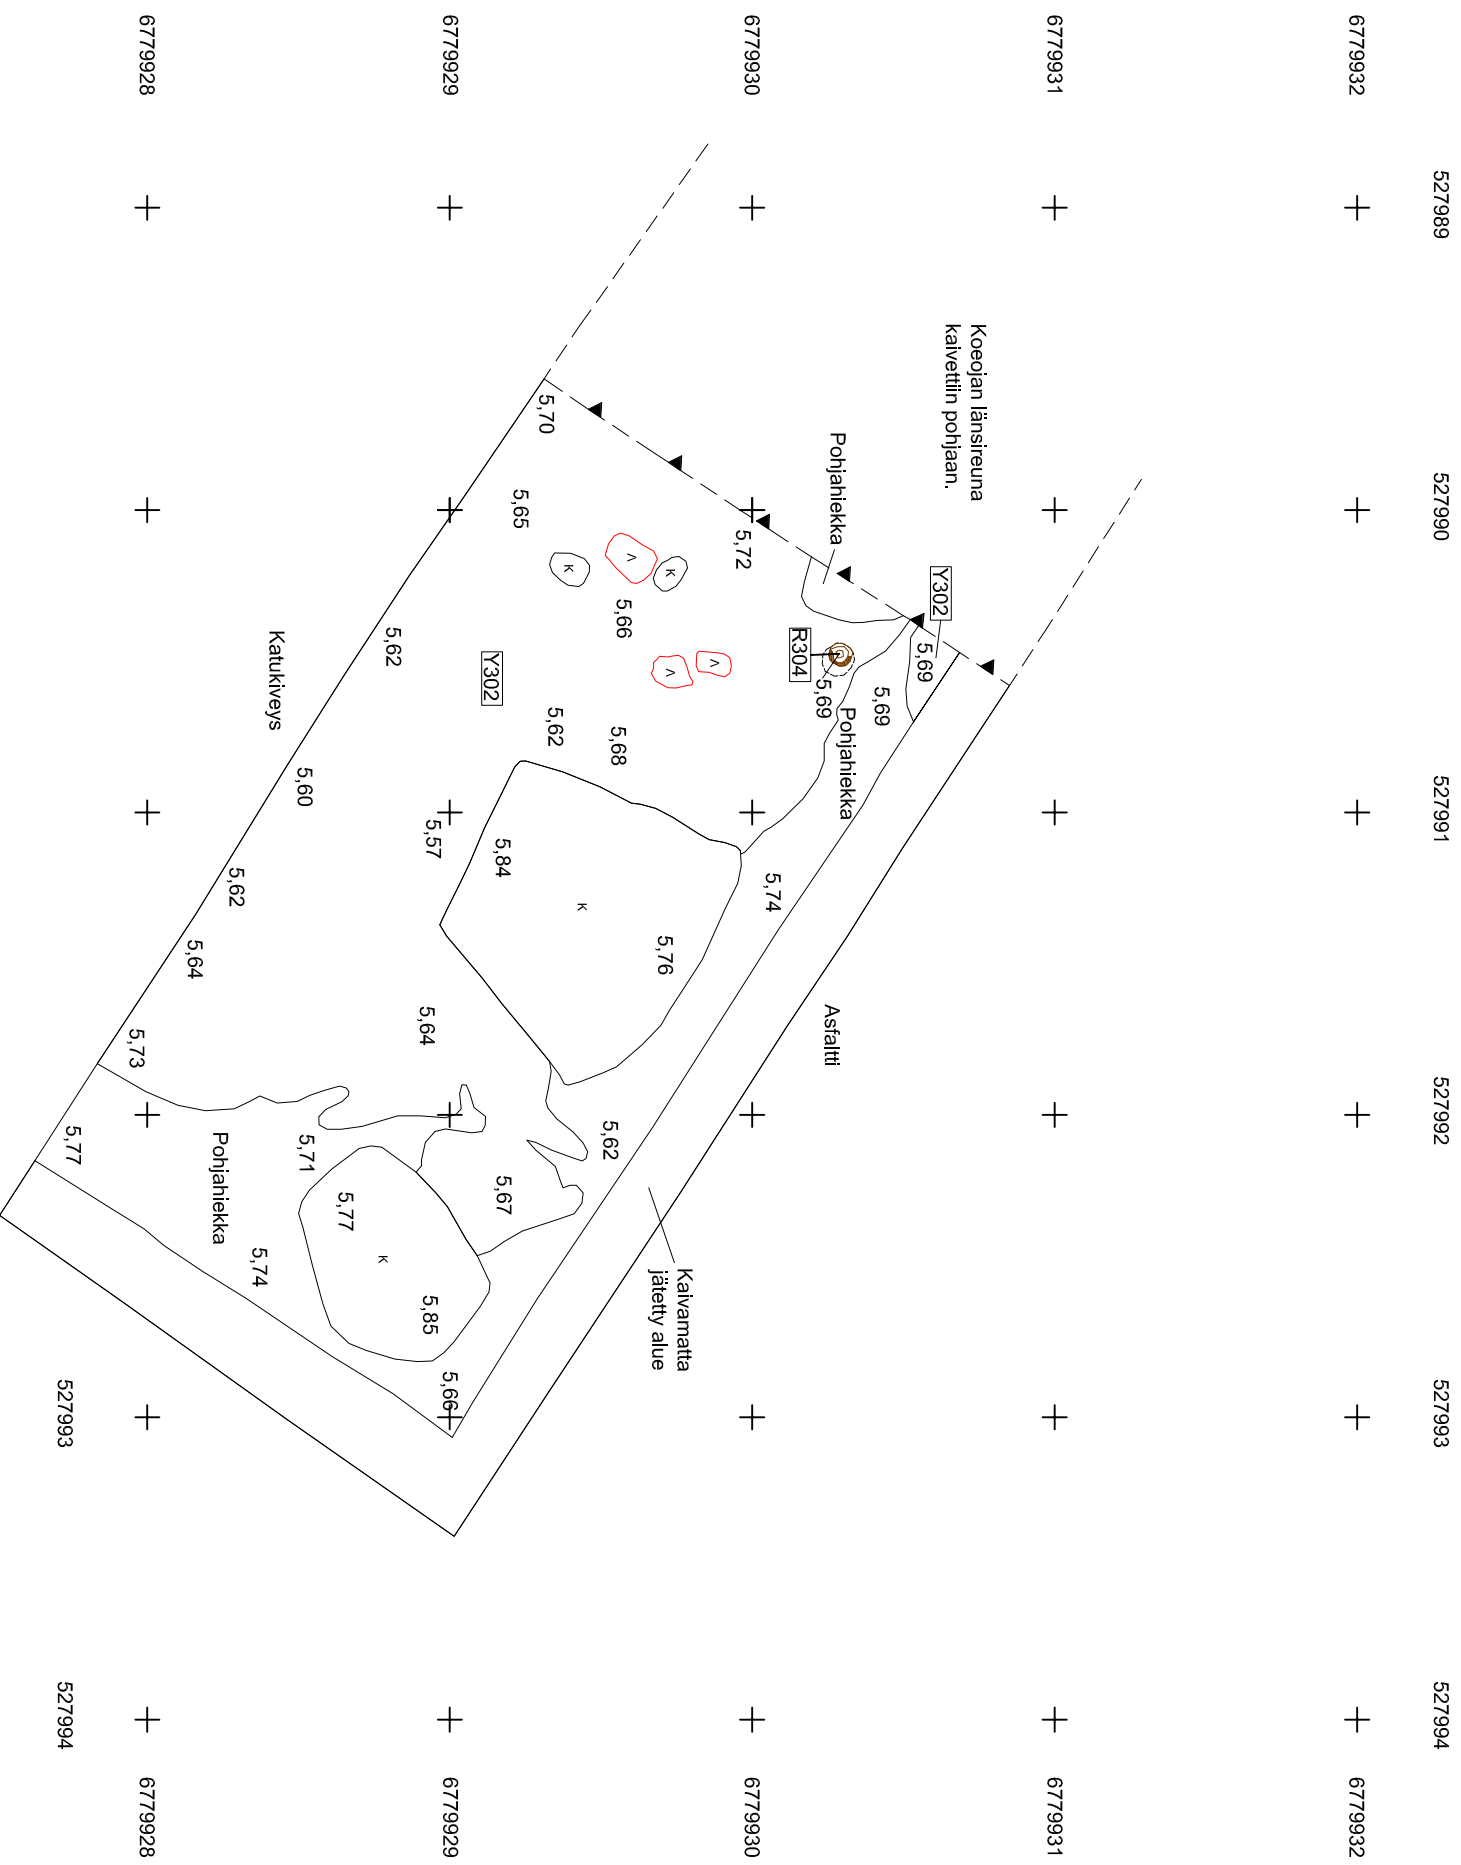 527989
527990
527991
527992
527993
527994
6779932
6779932
6779931
6779931
6779930
6779930
6779929
6779929
6779928
6779928
527993
527994
Koeojan länsireuna
kaivettiin pohjaan.
Y302
5,69
5,69
Pohjahiekka
R304
5,69
Pohjahiekka
5,74
Asfaltti
5,72
K
V
K
V
V
5,66
5,68
5,62
5,70
5,65
Y302
5,76
K
5,84
5,57
5,62
Kaivamatta
jätetty alue
5,67
5,64
5,62
Katukiveys
5,60
5,62
5,64
5,73
5,77
Pohjahiekka
5,71
5,77
K
5,85
5,74
5,66